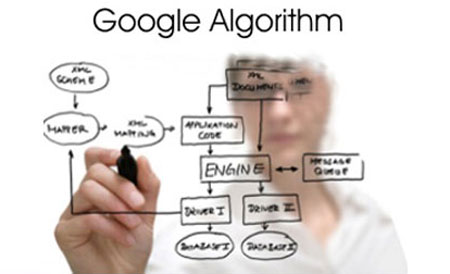 Google Algorithm
XML
SCHEME
XML
DOCUMENTS
MAPPER
XML
MAPPING
APPLICATION
CODE
ENGINE
MESSAGE
QUEUE
DRIVER I
DRIVER II
DATABASE I
DATABASE II